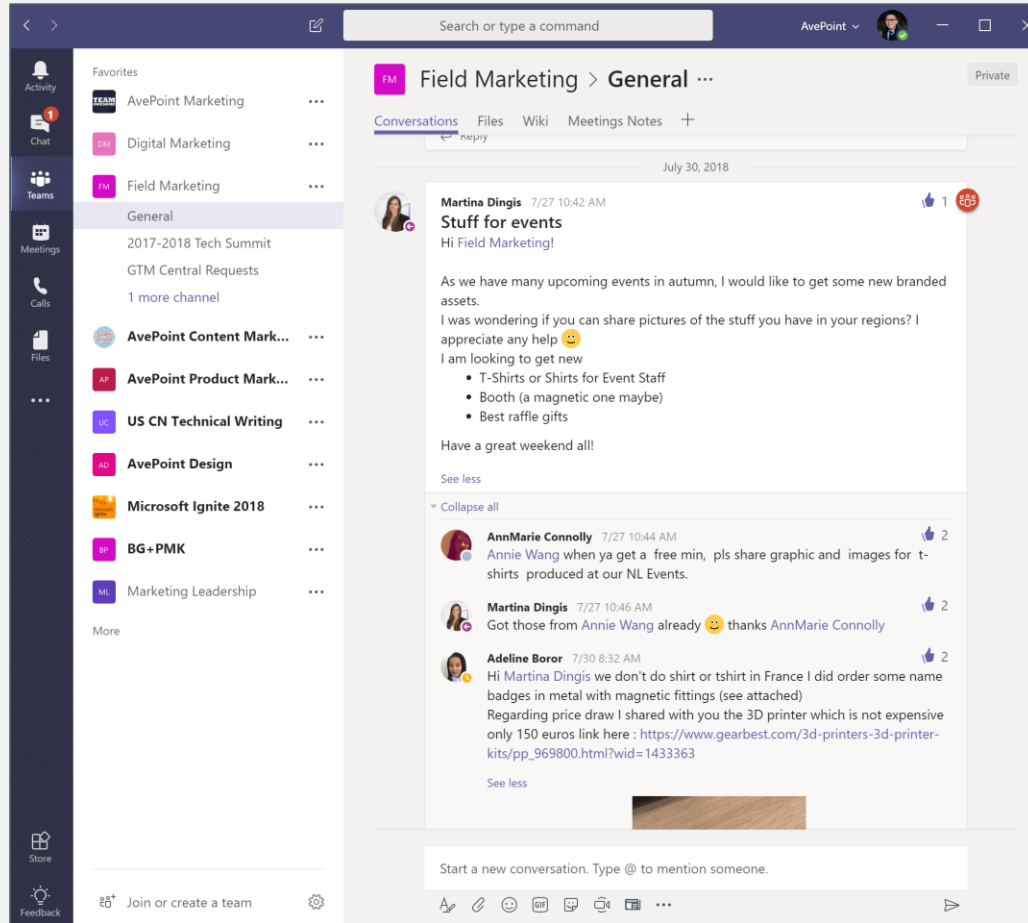 Search or type a command
AvePoint
Activity
1
Chat
Teams
Meetings
Calls
Files
Store
Feedback
Favorites
TEAM AWESOME AvePoint Marketing
DM Digital Marketing
FM Field Marketing
General
2017-2018 Tech Summit
GTM Central Requests
1 more channel
AvePoint Content Mark...
AP AvePoint Product Mark...
UC US CN Technical Writing
AD AvePoint Design
Microsoft Ignite 2018
BP BG+PMK
ML Marketing Leadership
More
Join or create a team
FM Field Marketing > General ...
Private
Conversations Files Wiki Meetings Notes +
Reply
July 30, 2018
Martina Dingis 7/27 10:42 AM 1
Stuff for events
Hi Field Marketing!
As we have many upcoming events in autumn, I would like to get some new branded
assets.
I was wondering if you can share pictures of the stuff you have in your regions? I
appreciate any help 🙂
I am looking to get new
• T-Shirts or Shirts for Event Staff
• Booth (a magnetic one maybe)
• Best raffle gifts
Have a great weekend all!
See less
Collapse all
AnnMarie Connolly 7/27 10:44 AM 2
Annie Wang when ya get a free min, pls share graphic and images for t-
shirts produced at our NL Events.
Martina Dingis 7/27 10:46 AM 2
Got those from Annie Wang already 🙂 thanks AnnMarie Connolly
Adeline Boror 7/30 8:32 AM 2
Hi Martina Dingis we don't do shirt or tshirt in France I did order some name
badges in metal with magnetic fittings (see attached)
Regarding price draw I shared with you the 3D printer which is not expensive
only 150 euros link here : https://www.gearbest.com/3d-printers-3d-printer-
kits/pp_969800.html?wid=1433363
See less
Start a new conversation. Type @ to mention someone.
GIF